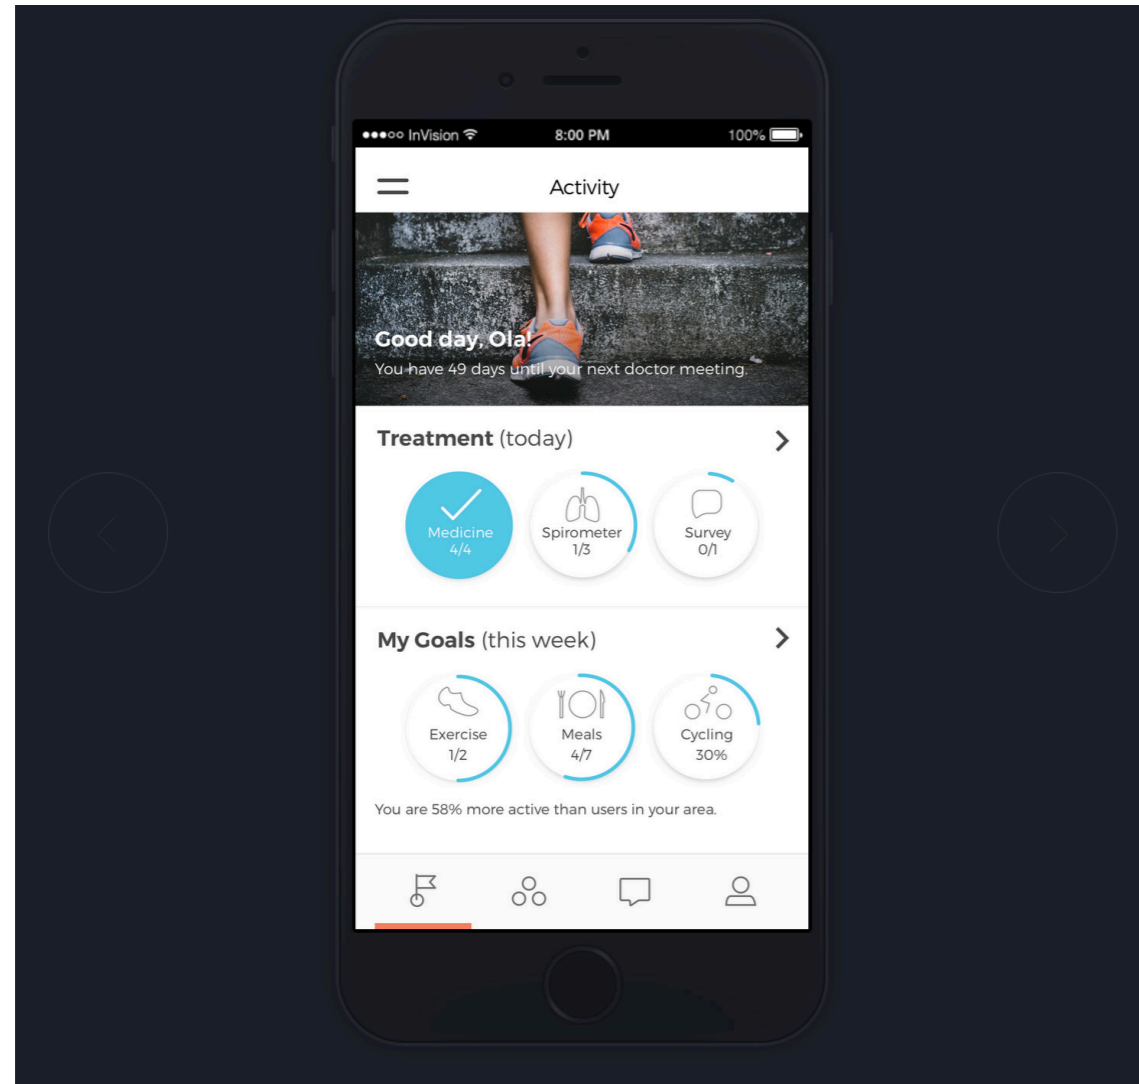 InVision
8:00 PM
100%
Activity
Good day, Ola!
You have 49 days until your next doctor meeting.
Treatment (today)
Medicine
4/4
Spirometer
1/3
Survey
0/1
My Goals (this week)
Exercise
1/2
Meals
4/7
Cycling
30%
You are 58% more active than users in your area.